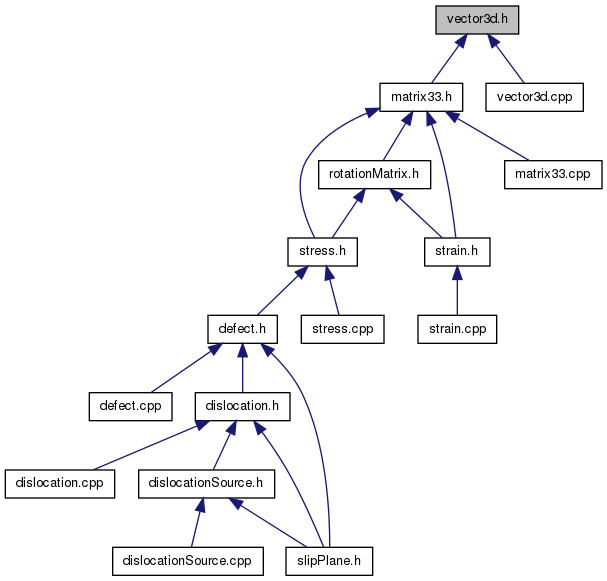 vector3d.h
matrix33.h
vector3d.cpp
rotationMatrix.h
matrix33.cpp
stress.h
strain.h
defect.h
stress.cpp
strain.cpp
defect.cpp
dislocation.h
dislocation.cpp
dislocationSource.h
dislocationSource.cpp
slipPlane.h